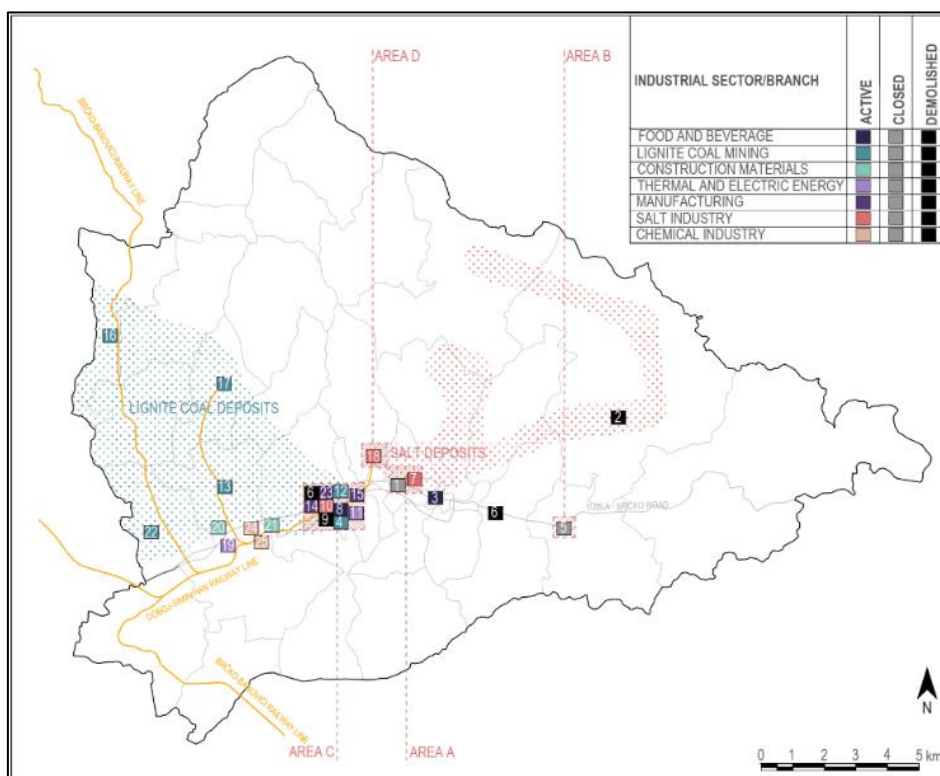 AREA D
AREA B
INDUSTRIAL SECTOR/BRANCH
ACTIVE
CLOSED
DEMOLISHED
FOOD AND BEVERAGE
LIGNITE COAL MINING
CONSTRUCTION MATERIALS
THERMAL AND ELECTRIC ENERGY
MANUFACTURING
SALT INDUSTRY
CHEMICAL INDUSTRY
BRČKO-BANOVIĆI RAILWAY LINE
16
17
LIGNITE COAL DEPOSITS
2
18
SALT DEPOSITS
13
1
7
6
23
12
15
3
14
10
8
11
9
4
6
TUZLA - BRČKO ROAD
5
22
20
21
19
DOBOJ-SIMIN HAN RAILWAY LINE
BRČKO-BANOVIĆI RAILWAY LINE
AREA C
AREA A
N
0 1 2 3 4 5 km